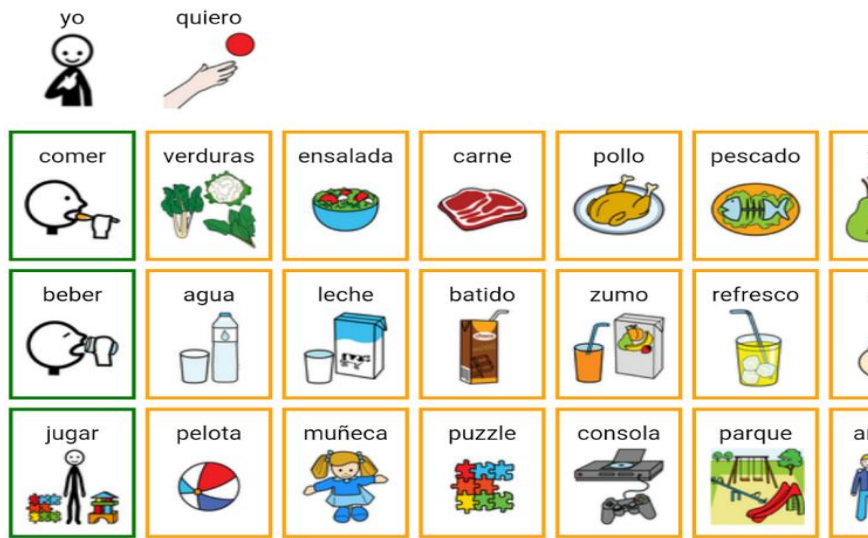 yo quiero
comer verduras ensalada carne pollo pescado
beber agua leche batido zumo refresco
jugar pelota muñeca puzzle consola parque